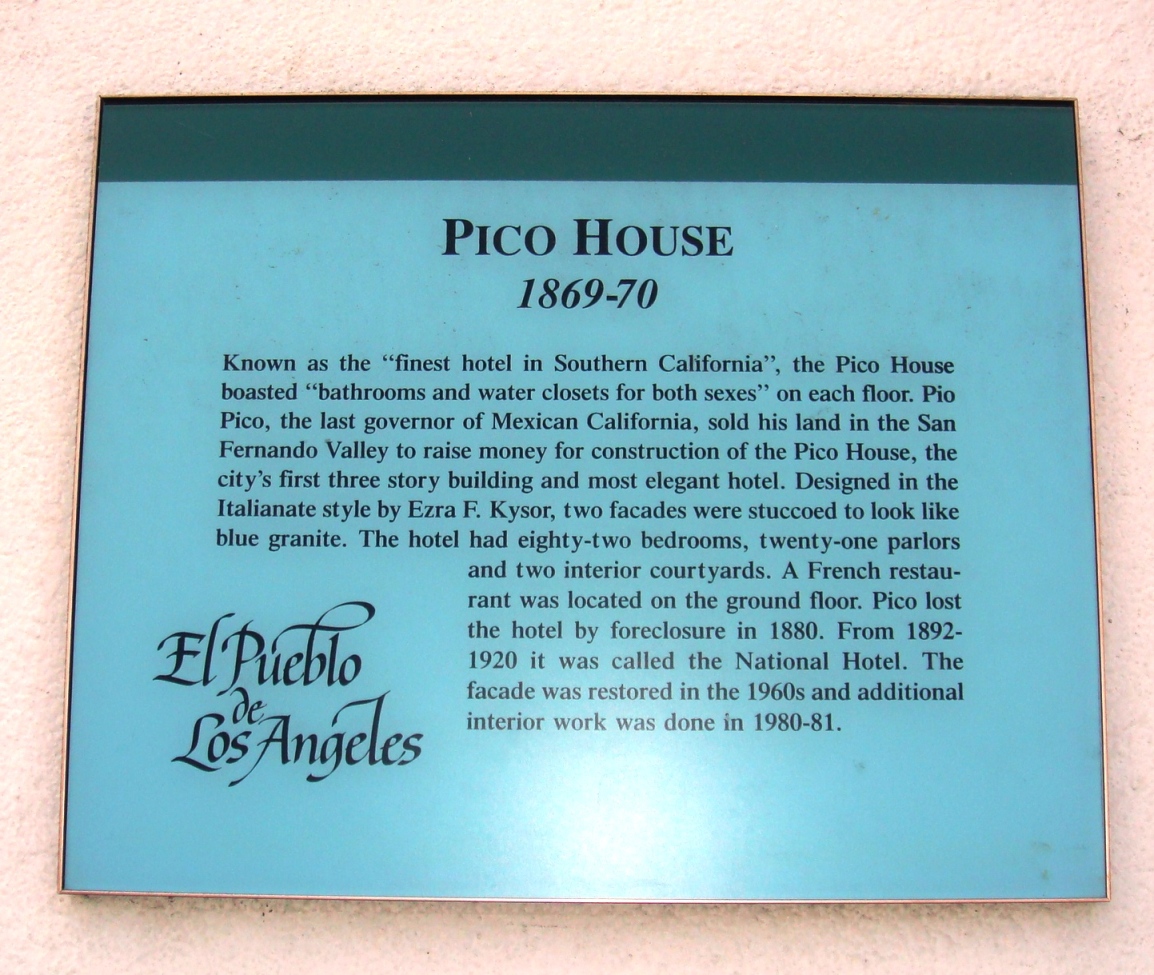 PICO HOUSE
1869-70
Known as the “finest hotel in Southern California”, the Pico House
boasted “bathrooms and water closets for both sexes” on each floor. Pio
Pico, the last governor of Mexican California, sold his land in the San
Fernando Valley to raise money for construction of the Pico House, the
city’s first three story building and most elegant hotel. Designed in the
Italianate style by Ezra F. Kysor, two facades were stuccoed to look like
blue granite. The hotel had eighty-two bedrooms, twenty-one parlors
and two interior courtyards. A French restau-
rant was located on the ground floor. Pico lost
the hotel by foreclosure in 1880. From 1892-
1920 it was called the National Hotel. The
facade was restored in the 1960s and additional
interior work was done in 1980-81.
El Pueblo
de
Los Angeles